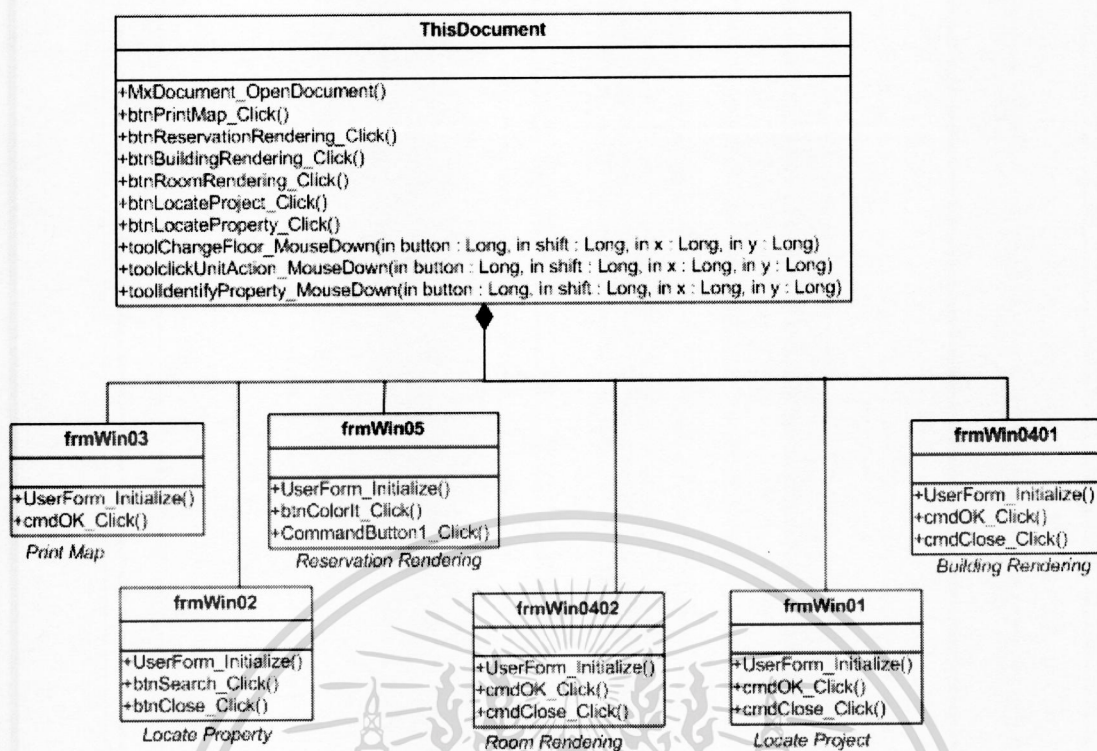 ThisDocument
+MxDocument_OpenDocument()
+btnPrintMap_Click()
+btnReservationRendering_Click()
+btnBuildingRendering_Click()
+btnRoomRendering_Click()
+btnLocateProject_Click()
+btnLocateProperty_Click()
+toolChangeFloor_MouseDown(in button : Long, in shift : Long, in x : Long, in y : Long)
+toolclickUnitAction_MouseDown(in button : Long, in shift : Long, in x : Long, in y : Long)
+toolIdentifyProperty_MouseDown(in button : Long, in shift : Long, in x : Long, in y : Long)
frmWin03
+UserForm_Initialize()
+cmdOK_Click()
Print Map
frmWin05
+UserForm_Initialize()
+btnColorIt_Click()
+CommandButton1_Click()
Reservation Rendering
frmWin0401
+UserForm_Initialize()
+cmdOK_Click()
+cmdClose_Click()
Building Rendering
frmWin02
+UserForm_Initialize()
+btnSearch_Click()
+btnClose_Click()
Locate Property
frmWin0402
+UserForm_Initialize()
+cmdOK_Click()
+cmdClose_Click()
Room Rendering
frmWin01
+UserForm_Initialize()
+cmdOK_Click()
+cmdClose_Click()
Locate Project